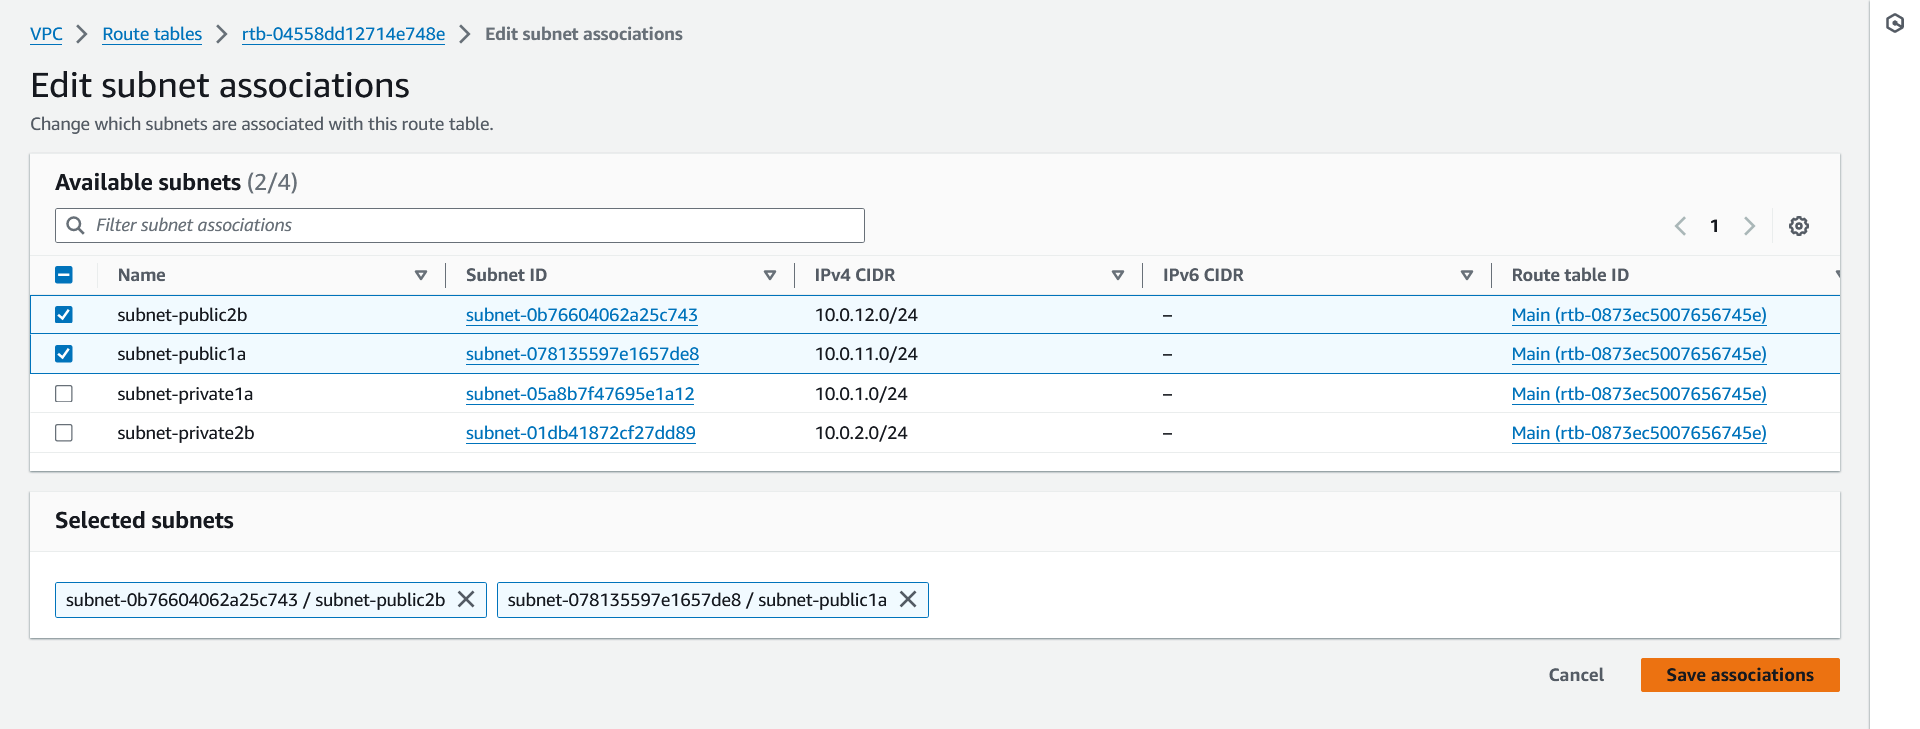 VPC > Route tables > rtb-04558dd12714e748e > Edit subnet associations
Edit subnet associations
Change which subnets are associated with this route table.
Available subnets (2/4)
Filter subnet associations
1
Name Subnet ID IPv4 CIDR IPv6 CIDR Route table ID
subnet-public2b subnet-0b76604062a25c743 10.0.12.0/24 – Main (rtb-0873ec5007656745e)
subnet-public1a subnet-078135597e1657de8 10.0.11.0/24 – Main (rtb-0873ec5007656745e)
subnet-private1a subnet-05a8b7f47695e1a12 10.0.1.0/24 – Main (rtb-0873ec5007656745e)
subnet-private2b subnet-01db41872cf27dd89 10.0.2.0/24 – Main (rtb-0873ec5007656745e)
Selected subnets
subnet-0b76604062a25c743 / subnet-public2b subnet-078135597e1657de8 / subnet-public1a
Cancel Save associations